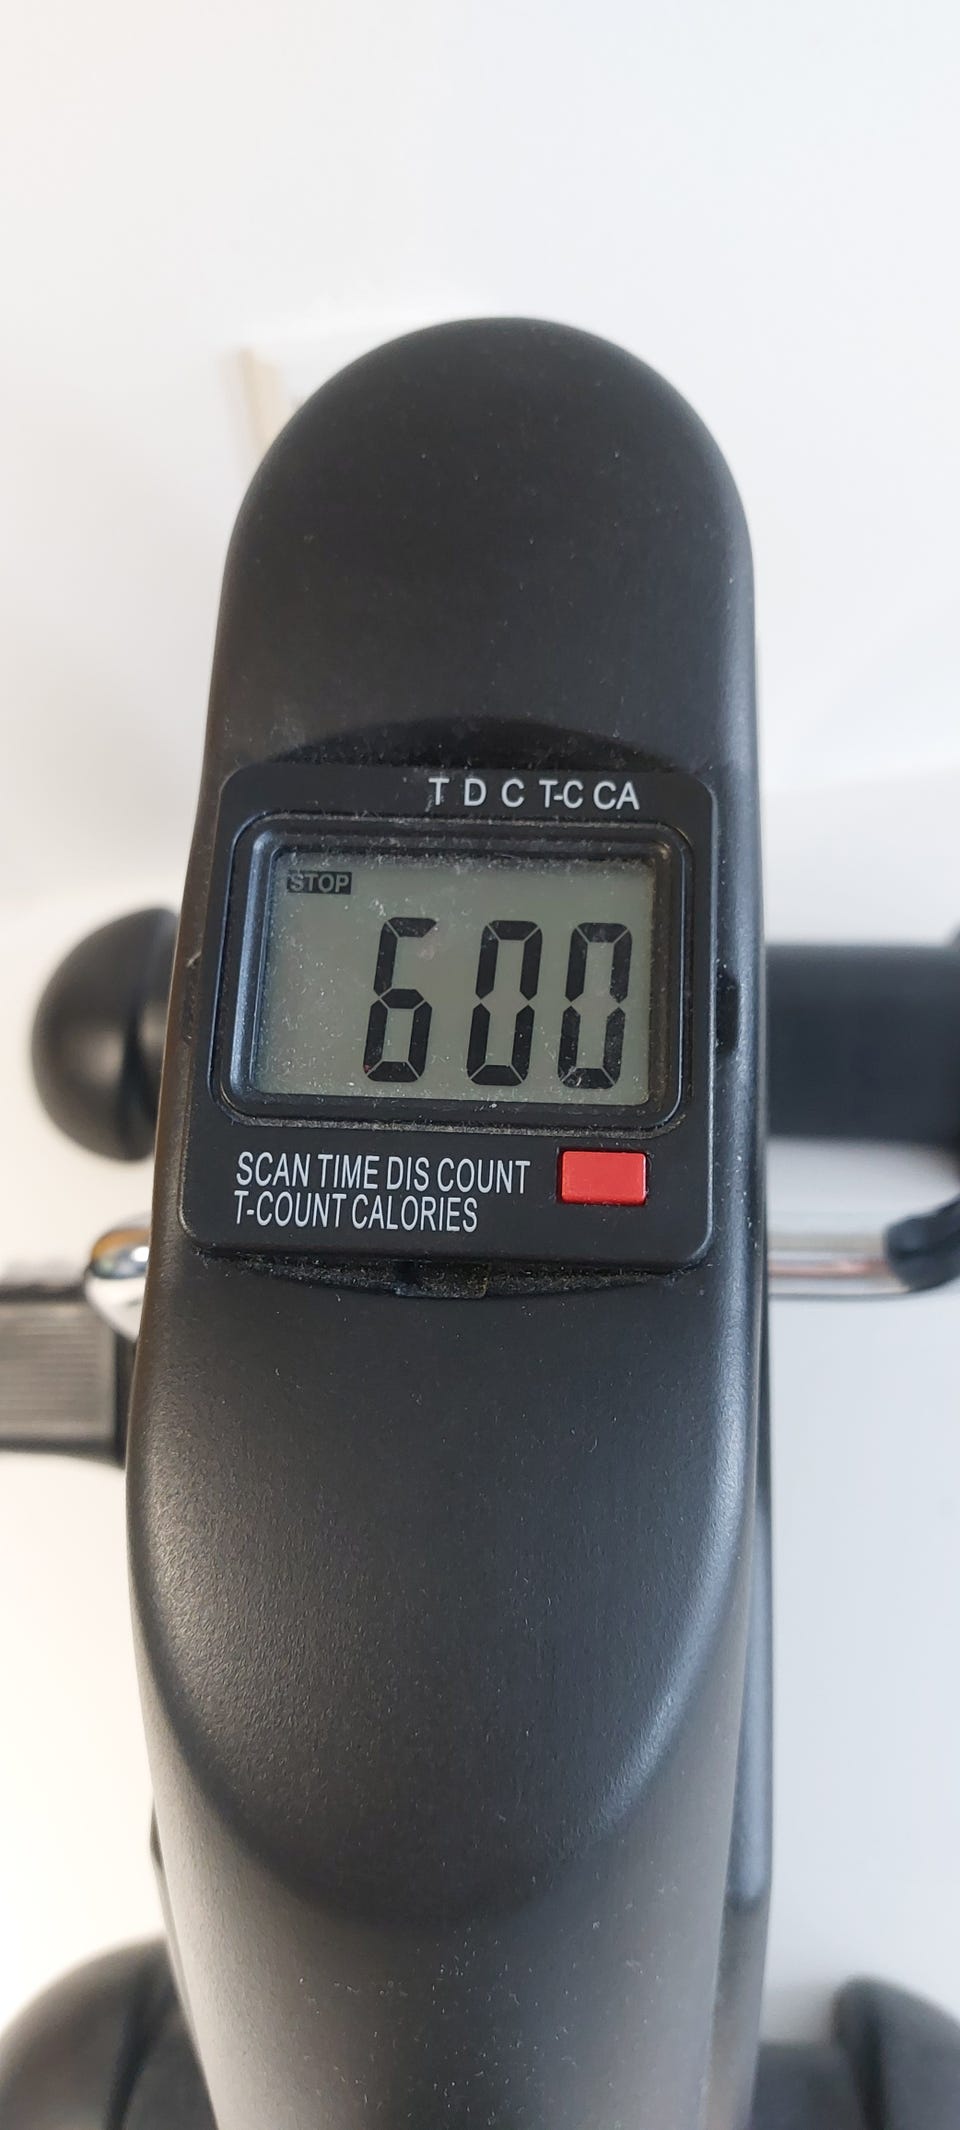 T D C T-C CA
STOP
600
SCAN TIME DIS COUNT
T-COUNT CALORIES